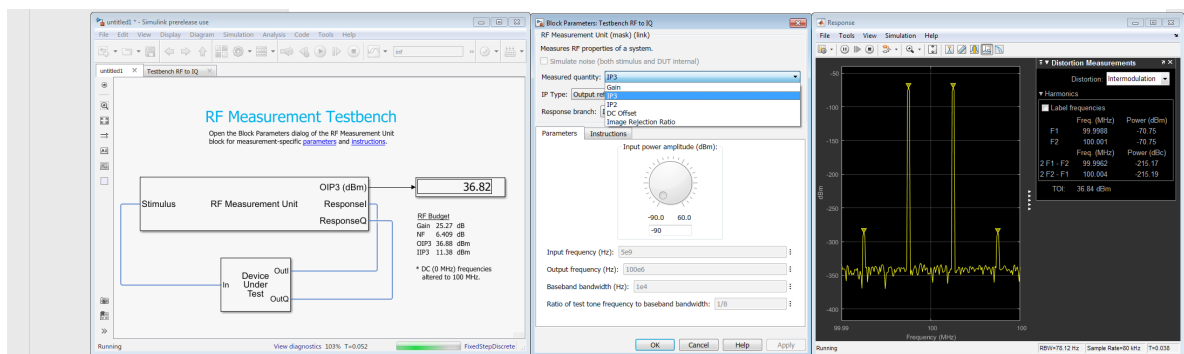 untitled1 * - Simulink prerelease use
File Edit View Display Diagram Simulation Analysis Code Tools Help
inf
untitled1 Testbench RF to IQ
RF Measurement Testbench
Open the Block Parameters dialog of the RF Measurement Unit
block for measurement-specific parameters and instructions.
Stimulus
RF Measurement Unit
OIP3 (dBm)
ResponseI
ResponseQ
36.82
RF Budget
Gain 25.27 dB
NF 6.409 dB
OIP3 36.88 dBm
IIP3 11.38 dBm
* DC (0 MHz) frequencies
altered to 100 MHz.
In
Device
Under
Test
OutI
OutQ
Running
View diagnostics 103% T=0.052
FixedStepDiscrete
Block Parameters: Testbench RF to IQ
RF Measurement Unit (mask) (link)
Measures RF properties of a system.
Simulate noise (both stimulus and DUT internal)
Measured quantity: IP3
Gain
IP3
IP2
DC Offset
Image Rejection Ratio
IP Type: Output ref
Response branch:
Parameters Instructions
Input power amplitude (dBm):
-90.0 60.0
-90
Input frequency (Hz): 5e9
Output frequency (Hz): 100e6
Baseband bandwidth (Hz): 1e4
Ratio of test tone frequency to baseband bandwidth: 1/8
OK Cancel Help Apply
Response
File Tools View Simulation Help
-50
-100
-150
-200
-250
-300
-350
-400
dBm
99.99 100 100
Frequency (MHz)
Distortion Measurements
Distortion: Intermodulation
Harmonics
Label frequencies
Freq. (MHz) Power (dBm)
F1 99.9988 -70.75
F2 100.001 -70.75
Freq. (MHz) Power (dBc)
2 F1 - F2 99.9962 -215.17
2 F2 - F1 100.004 -215.19
TOI: 36.84 dBm
Running
RBW=78.12 Hz Sample Rate=80 kHz T=0.038